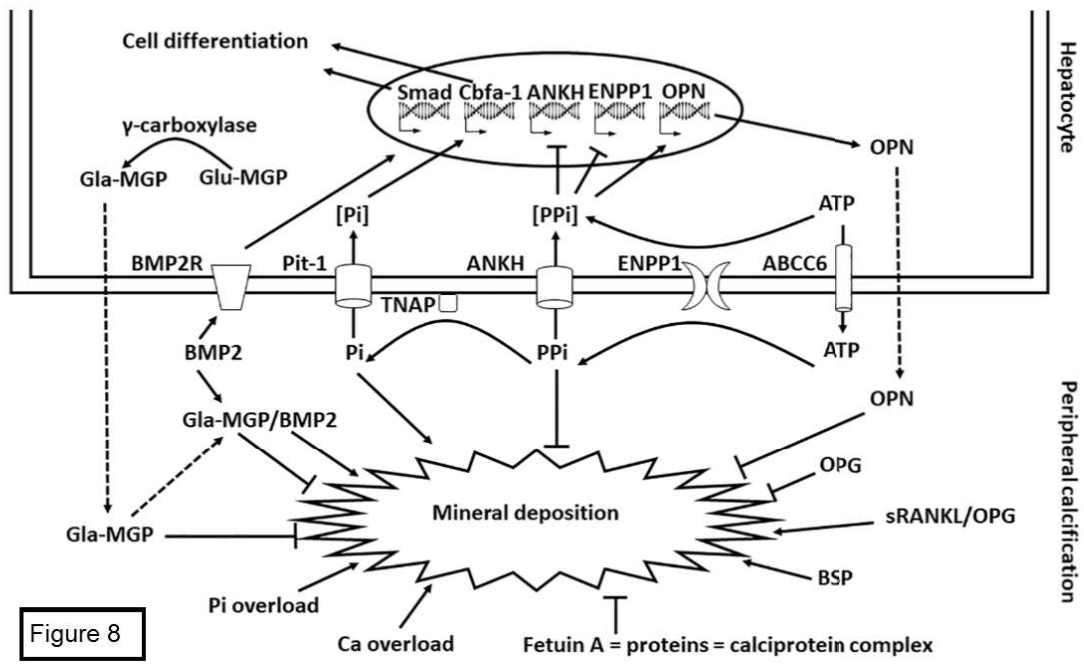 Cell differentiation
Smad Cbfa-1 ANKH ENPP1 OPN
γ-carboxylase
Gla-MGP Glu-MGP
OPN
[Pi] [PPi] ATP
BMP2R Pit-1 ANKH ENPP1 ABCC6
TNAP
BMP2 Pi PPi ATP
OPN
Gla-MGP/BMP2
OPG
Mineral deposition
sRANKL/OPG
Gla-MGP
BSP
Pi overload
Ca overload Fetuin A = proteins = calciprotein complex
Hepatocyte
Peripheral calcification
Figure 8